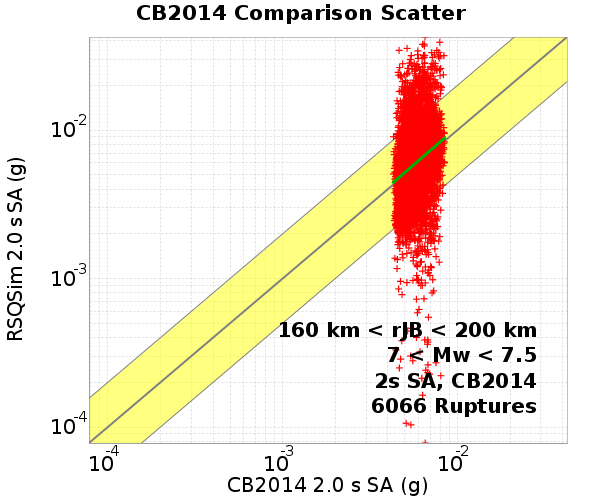 CB2014 Comparison Scatter
RSQSim 2.0 s SA (g)
10-2
10-3
10-4
160 km < rJB < 200 km
7 < Mw < 7.5
2s SA, CB2014
6066 Ruptures
10-4 10-3 10-2
CB2014 2.0 s SA (g)